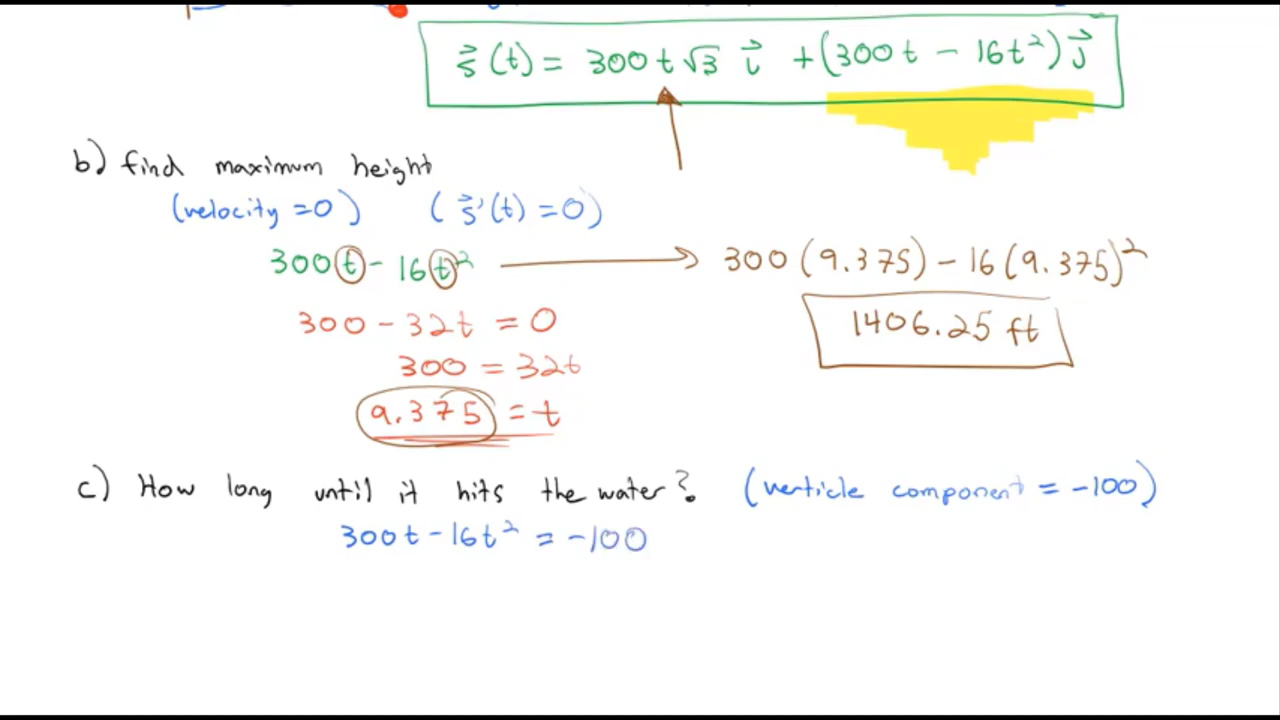 s⃗(t) = 300t√3 i⃗ + (300t − 16t²) j⃗
b) find maximum height
(velocity = 0) (s⃗'(t) = 0)
300t − 16t² → 300(9.375) − 16(9.375)²
300 − 32t = 0
1406.25 ft
300 = 32t
9.375 = t
c) How long until it hits the water? (verticle component = −100)
300t − 16t² = −100